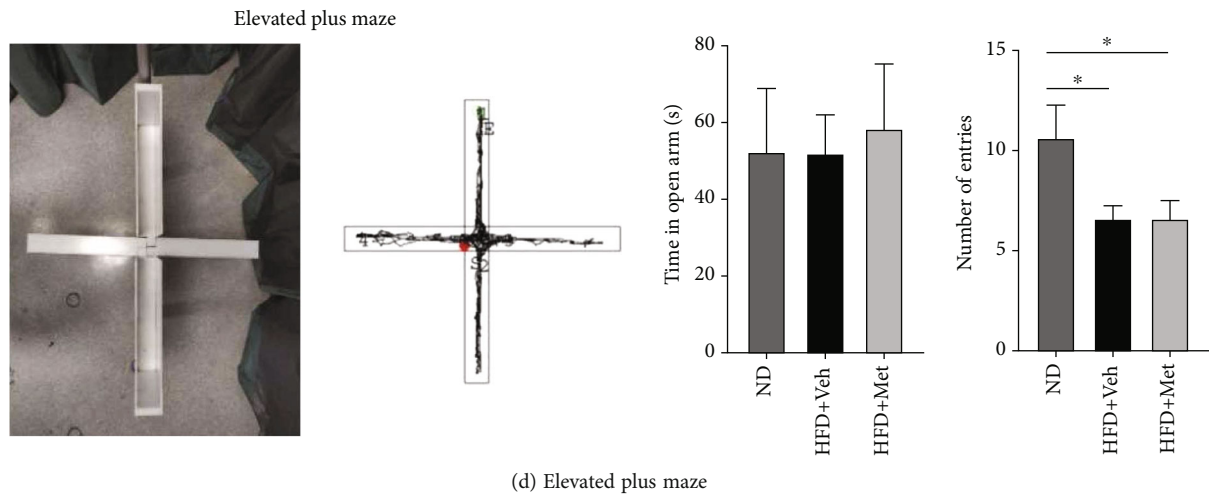 Elevated plus maze
E
S
Time in open arm (s)
80
60
40
20
0
ND
HFD+Veh
HFD+Met
Number of entries
15
10
5
0
*
*
ND
HFD+Veh
HFD+Met
(d) Elevated plus maze